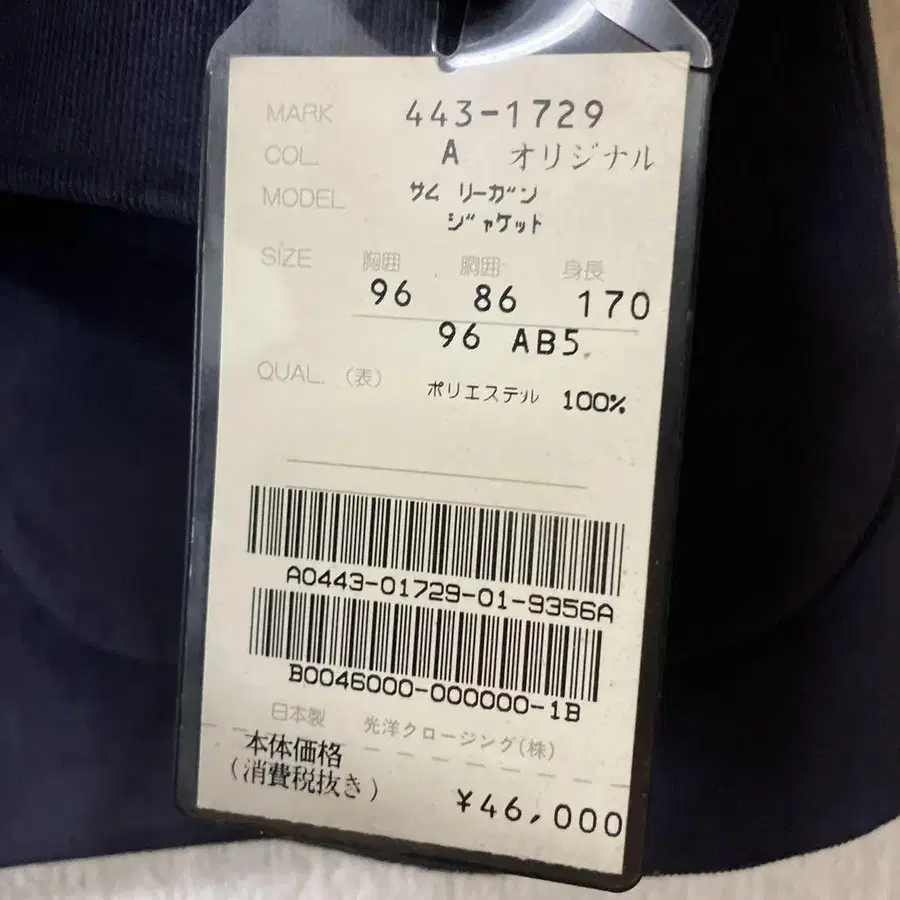 MARK 443-1729
COL. A オリジナル
MODEL サム リーガン
ジャケット
SIZE 胸囲 胴囲 身長
96 86 170
96 AB5.
QUAL. (表) ポリエステル 100%
A0443-01729-01-9356A
B0046000-000000-1B
日本製 光洋クロージング(株)
本体価格
(消費税抜き) ¥46,000